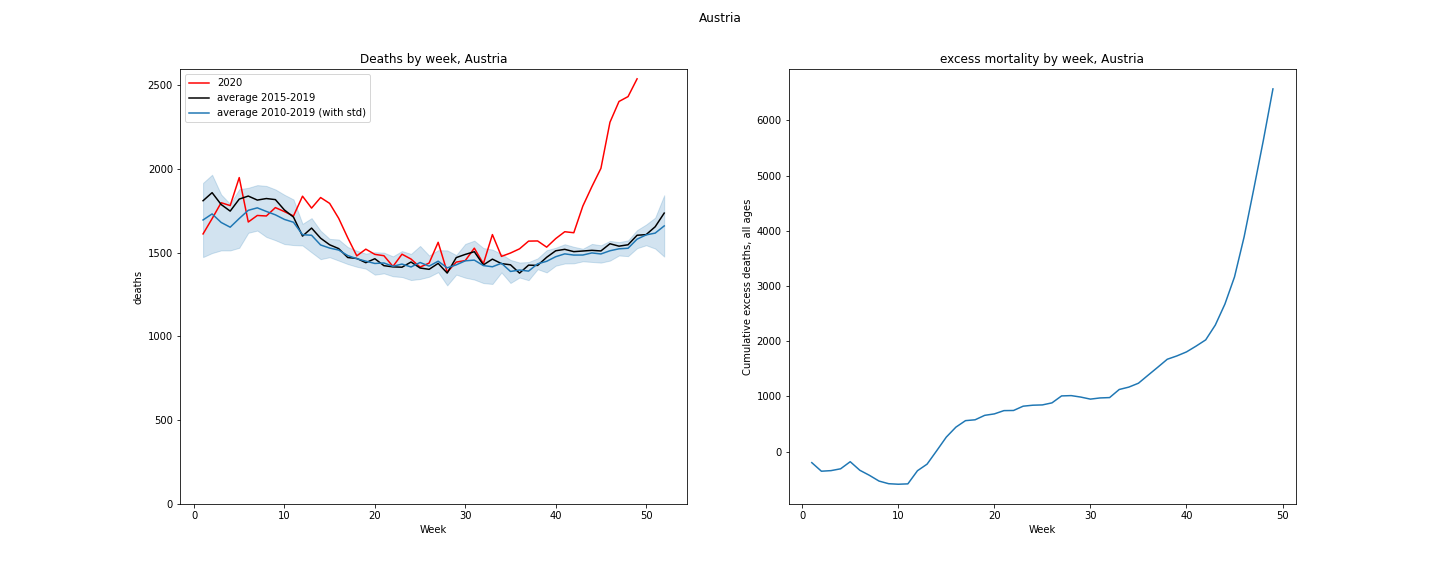 Austria
Deaths by week, Austria
2020
average 2015-2019
average 2010-2019 (with std)
deaths
2500
2000
1500
1000
500
0
0 10 20 30 40 50
Week
excess mortality by week, Austria
Cumulative excess deaths, all ages
6000
5000
4000
3000
2000
1000
0
0 10 20 30 40 50
Week